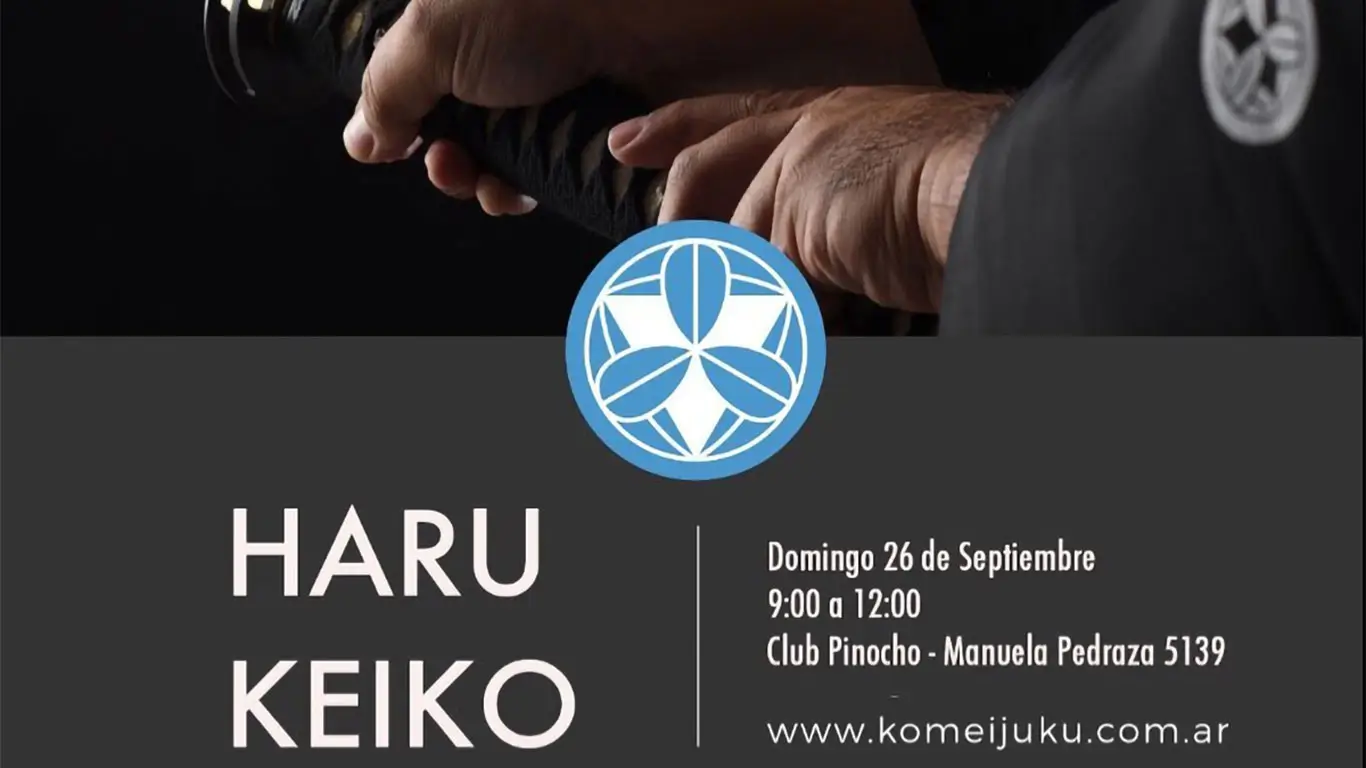 HARU
KEIKO
Domingo 26 de Septiembre
9:00 a 12:00
Club Pinocho - Manuela Pedraza 5139
www.komeijuku.com.ar